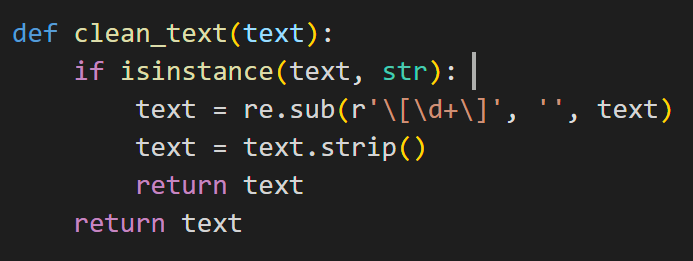 def clean_text(text):
    if isinstance(text, str):
        text = re.sub(r'\[\d+\]', '', text)
        text = text.strip()
        return text
    return text